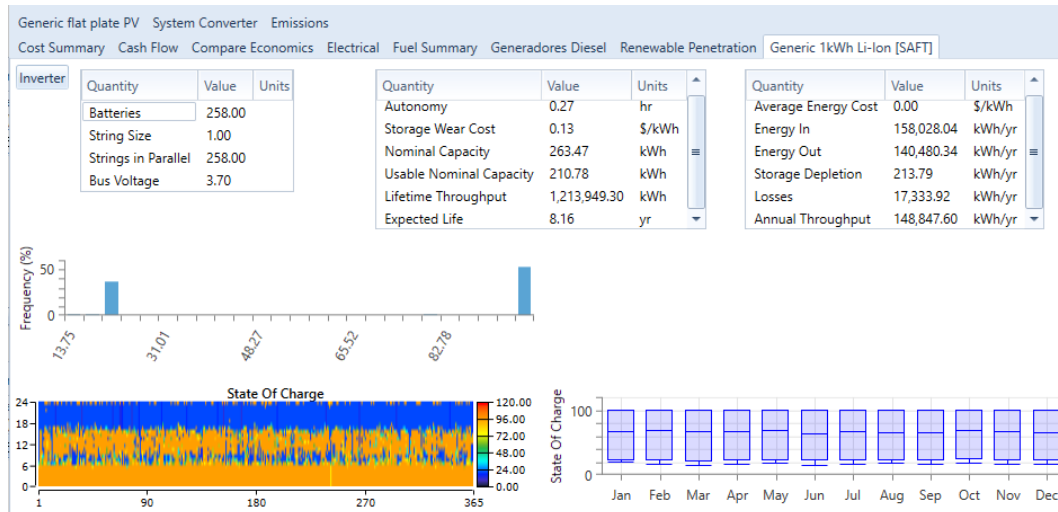 Generic flat plate PV System Converter Emissions
Cost Summary Cash Flow Compare Economics Electrical Fuel Summary Generadores Diesel Renewable Penetration Generic 1kWh Li-Ion [SAFT]
Inverter
Quantity Value Units
Batteries 258.00
String Size 1.00
Strings in Parallel 258.00
Bus Voltage 3.70
Quantity Value Units
Autonomy 0.27 hr
Storage Wear Cost 0.13 $/kWh
Nominal Capacity 263.47 kWh
Usable Nominal Capacity 210.78 kWh
Lifetime Throughput 1,213,949.30 kWh
Expected Life 8.16 yr
Quantity Value Units
Average Energy Cost 0.00 $/kWh
Energy In 158,028.04 kWh/yr
Energy Out 140,480.34 kWh/yr
Storage Depletion 213.79 kWh/yr
Losses 17,333.92 kWh/yr
Annual Throughput 148,847.60 kWh/yr
Frequency (%)
50
0
13.75 31.01 48.27 65.52 82.78
State Of Charge
24
18
12
6
0
1 90 180 270 365
120.00
96.00
72.00
48.00
24.00
0.00
State Of Charge
100
0
Jan Feb Mar Apr May Jun Jul Aug Sep Oct Nov Dec